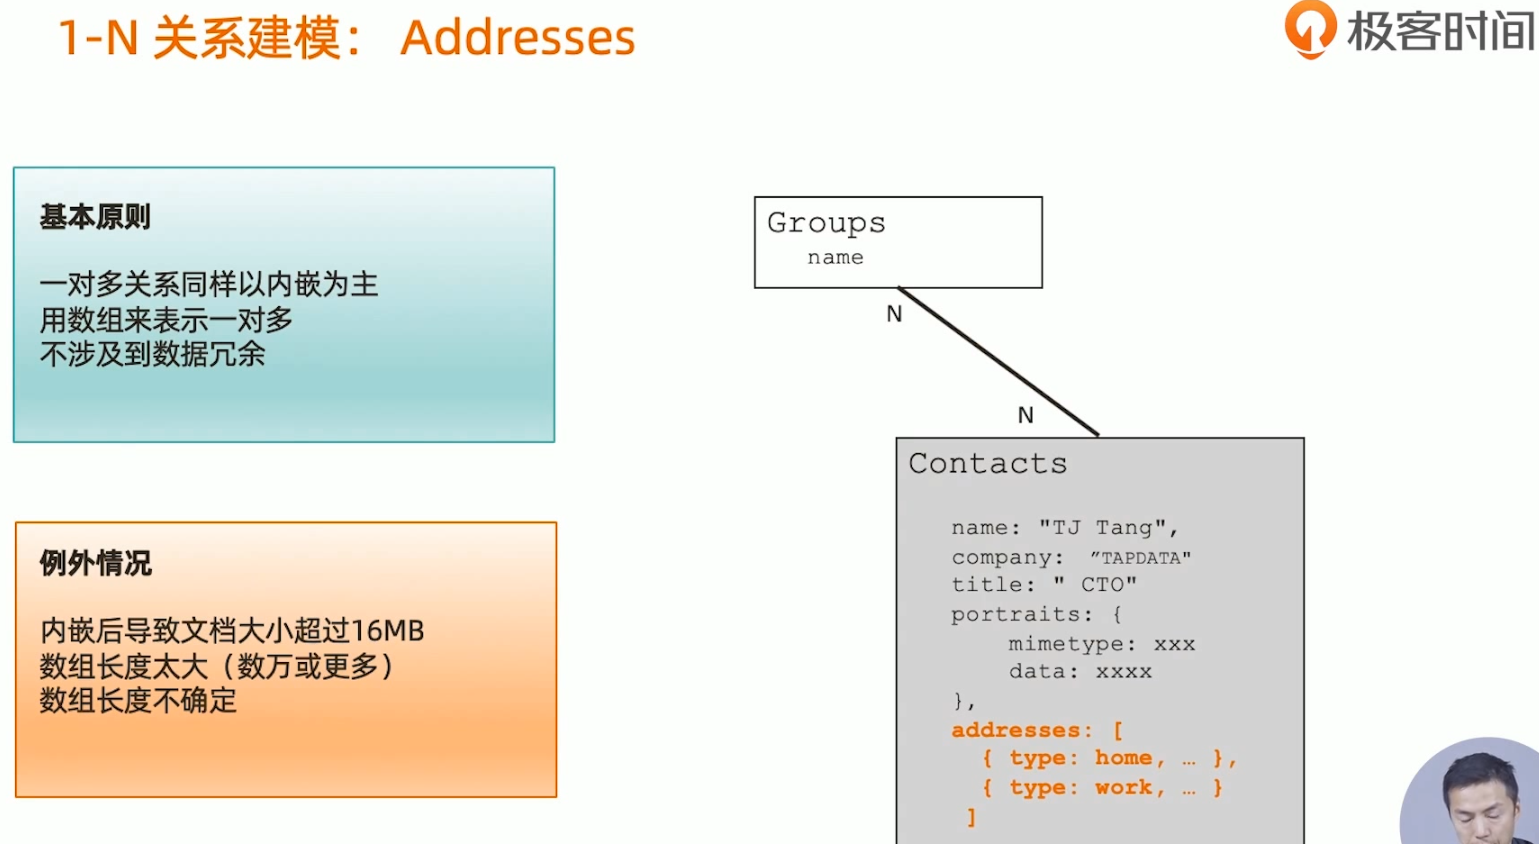 1-N 关系建模： Addresses
极客时间
基本原则
一对多关系同样以内嵌为主
用数组来表示一对多
不涉及到数据冗余
例外情况
内嵌后导致文档大小超过16MB
数组长度太大（数万或更多）
数组长度不确定
Groups
name
N
N
Contacts
name: "TJ Tang",
company: ”TAPDATA"
title: " CTO"
portraits: {
mimetype: xxx
data: xxxx
},
addresses: [
{ type: home, … },
{ type: work, … }
]